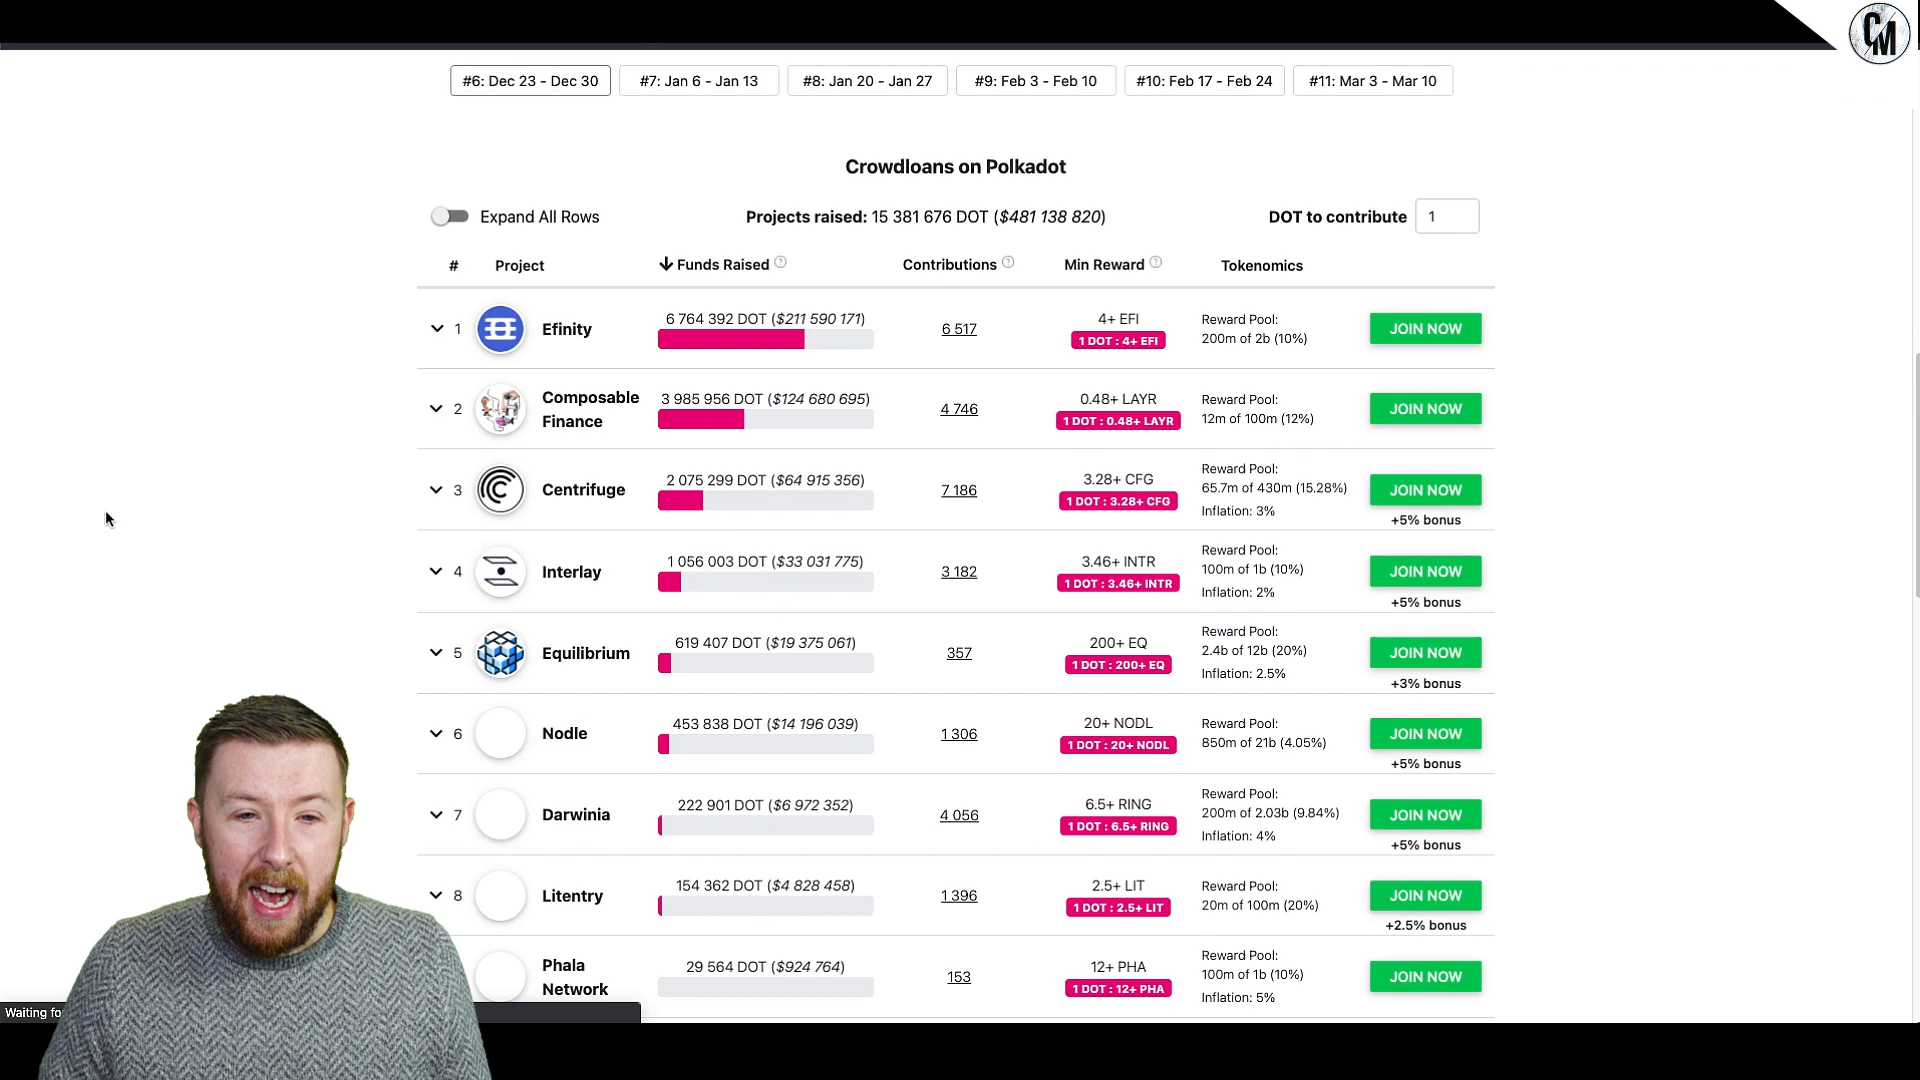 CM
#6: Dec 23 - Dec 30
#7: Jan 6 - Jan 13
#8: Jan 20 - Jan 27
#9: Feb 3 - Feb 10
#10: Feb 17 - Feb 24
#11: Mar 3 - Mar 10
Crowdloans on Polkadot
Expand All Rows
Projects raised: 15 381 676 DOT ($481 138 820)
DOT to contribute 1
# Project Funds Raised Contributions Min Reward Tokenomics
1 Efinity
6 764 392 DOT ($211 590 171)
6 517
4+ EFI
1 DOT : 4+ EFI
Reward Pool:
200m of 2b (10%)
JOIN NOW
2 Composable
Finance
3 985 956 DOT ($124 680 695)
4 746
0.48+ LAYR
1 DOT : 0.48+ LAYR
Reward Pool:
12m of 100m (12%)
JOIN NOW
3 Centrifuge
2 075 299 DOT ($64 915 356)
7 186
3.28+ CFG
1 DOT : 3.28+ CFG
Reward Pool:
65.7m of 430m (15.28%)
Inflation: 3%
JOIN NOW
+5% bonus
4 Interlay
1 056 003 DOT ($33 031 775)
3 182
3.46+ INTR
1 DOT : 3.46+ INTR
Reward Pool:
100m of 1b (10%)
Inflation: 2%
JOIN NOW
+5% bonus
5 Equilibrium
619 407 DOT ($19 375 061)
357
200+ EQ
1 DOT : 200+ EQ
Reward Pool:
2.4b of 12b (20%)
Inflation: 2.5%
JOIN NOW
+3% bonus
6 Nodle
453 838 DOT ($14 196 039)
1 306
20+ NODL
1 DOT : 20+ NODL
Reward Pool:
850m of 21b (4.05%)
JOIN NOW
+5% bonus
7 Darwinia
222 901 DOT ($6 972 352)
4 056
6.5+ RING
1 DOT : 6.5+ RING
Reward Pool:
200m of 2.03b (9.84%)
Inflation: 4%
JOIN NOW
+5% bonus
8 Litentry
154 362 DOT ($4 828 458)
1 396
2.5+ LIT
1 DOT : 2.5+ LIT
Reward Pool:
20m of 100m (20%)
JOIN NOW
+2.5% bonus
Phala
Network
29 564 DOT ($924 764)
153
12+ PHA
1 DOT : 12+ PHA
Reward Pool:
100m of 1b (10%)
Inflation: 5%
JOIN NOW
Waiting fo